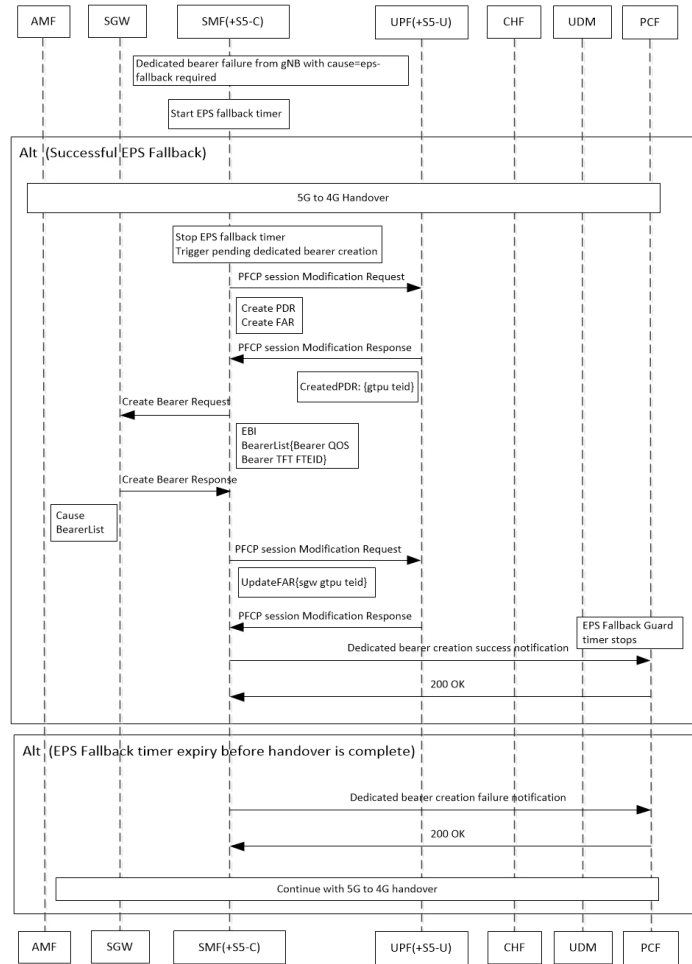 AMF
SGW
SMF(+S5-C)
UPF(+S5-U)
CHF
UDM
PCF
Dedicated bearer failure from gNB with cause=eps-
fallback required
Start EPS fallback timer
Alt (Successful EPS Fallback)
5G to 4G Handover
Stop EPS fallback timer
Trigger pending dedicated bearer creation
PFCP session Modification Request
Create PDR
Create FAR
PFCP session Modification Response
CreatedPDR: {gtpu teid}
Create Bearer Request
EBI
BearerList{Bearer QOS
Bearer TFT FTEID}
Create Bearer Response
Cause
BearerList
PFCP session Modification Request
UpdateFAR{sgw gtpu teid}
PFCP session Modification Response
EPS Fallback Guard
timer stops
Dedicated bearer creation success notification
200 OK
Alt (EPS Fallback timer expiry before handover is complete)
Dedicated bearer creation failure notification
200 OK
Continue with 5G to 4G handover
AMF
SGW
SMF(+S5-C)
UPF(+S5-U)
CHF
UDM
PCF